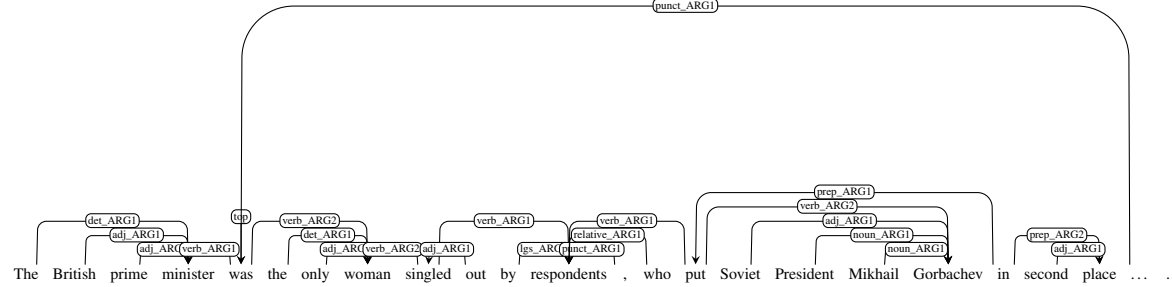 punct_ARG1
prep_ARG1
verb_ARG2
det_ARG1 top verb_ARG2 verb_ARG1 verb_ARG1 adj_ARG1
adj_ARG1 det_ARG1 relative_ARG1 noun_ARG1 prep_ARG2
verb_ARG1 verb_ARG2 adj_ARG1 punct_ARG1 noun_ARG1 adj_ARG1
The British prime minister was the only woman singled out by respondents , who put Soviet President Mikhail Gorbachev in second place ... .